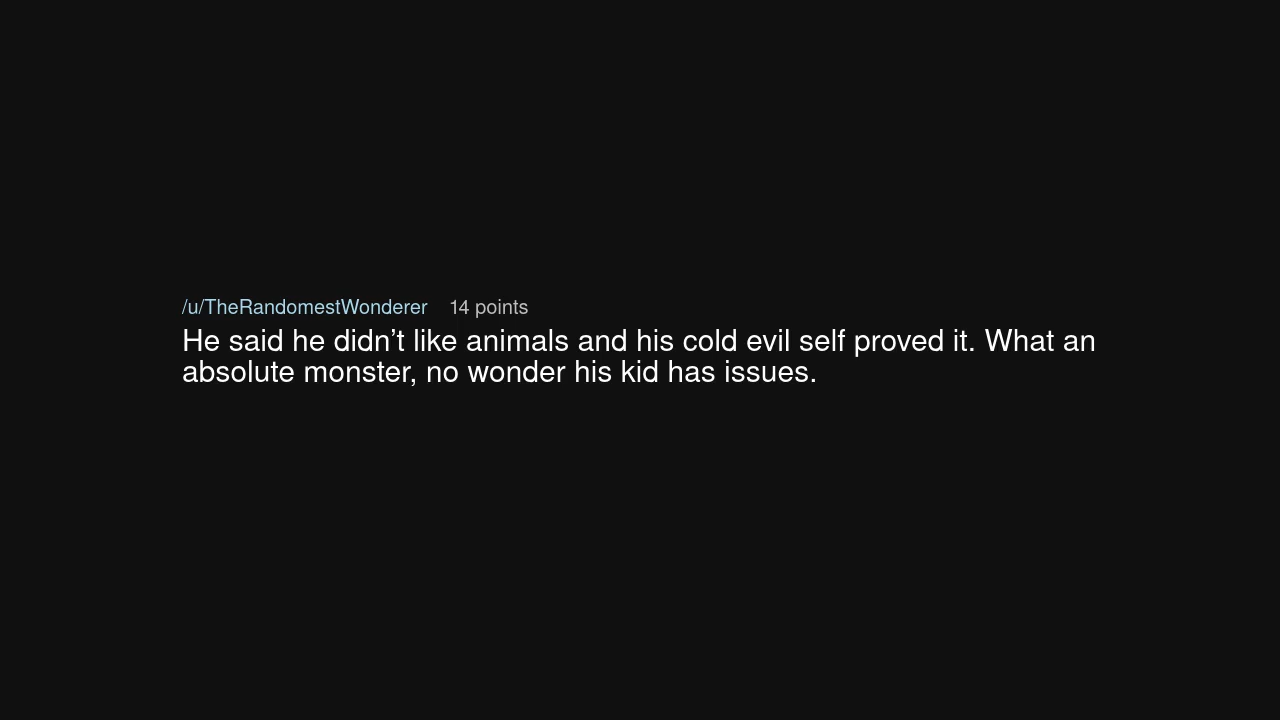 /u/TheRandomestWonderer 14 points
He said he didn’t like animals and his cold evil self proved it. What an
absolute monster, no wonder his kid has issues.